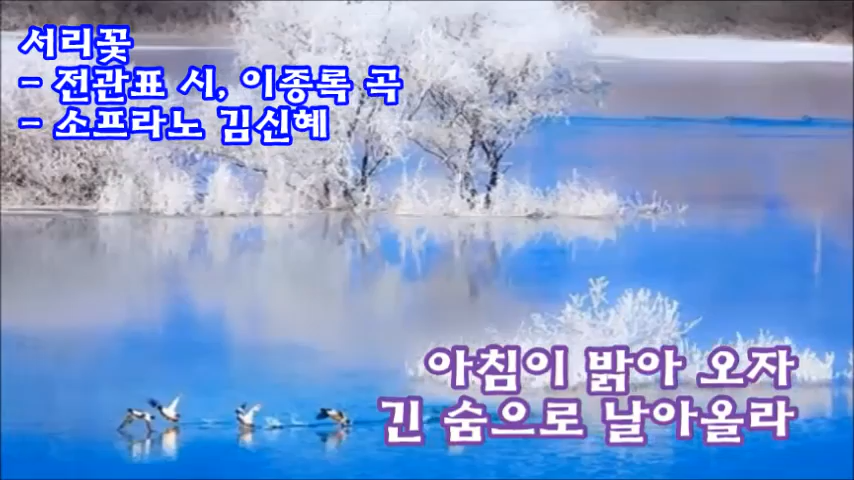 서리꽃
- 전관표 시, 이종록 곡
- 소프라노 김신혜
아침이 밝아 오자
긴 숨으로 날아올라